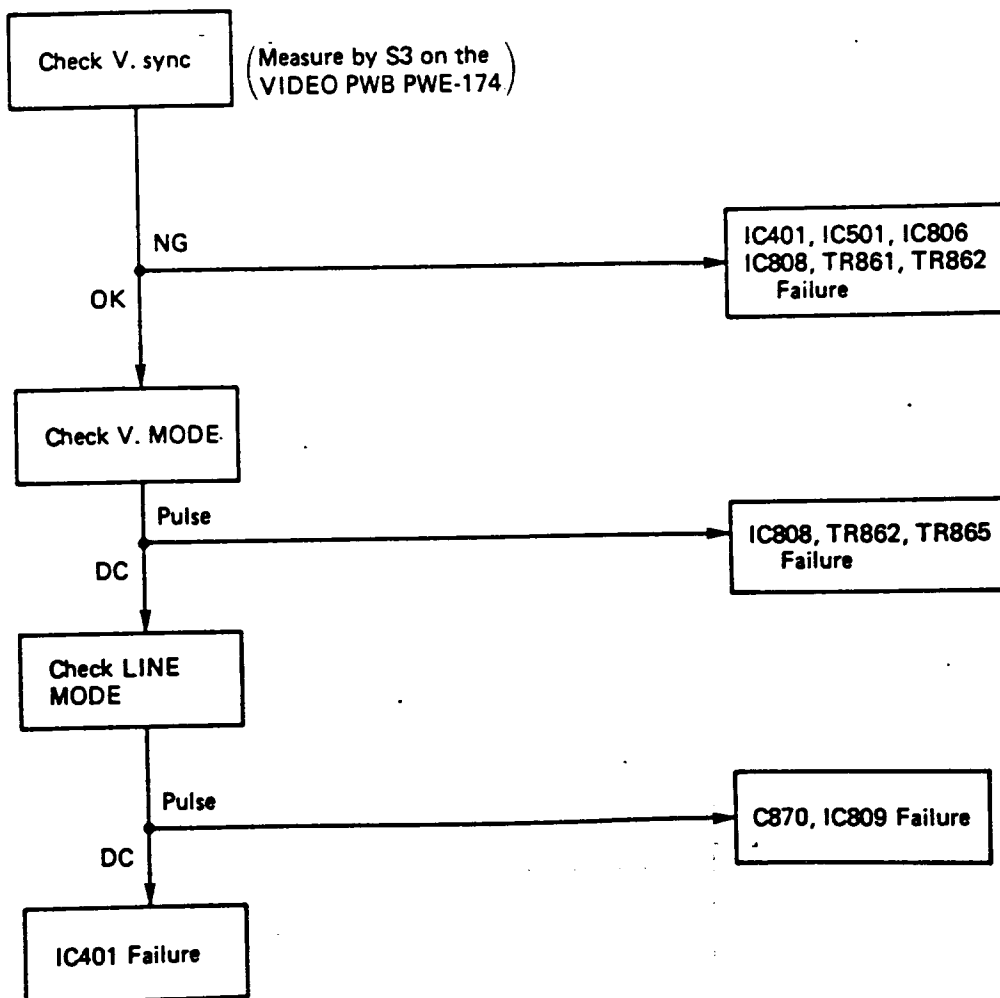 Check V. sync
(Measure by S3 on the
VIDEO PWB PWE-174)
NG
IC401, IC501, IC806
IC808, TR861, TR862
Failure
OK
Check V. MODE
Pulse
IC808, TR862, TR865
Failure
DC
Check LINE
MODE
Pulse
C870, IC809 Failure
DC
IC401 Failure